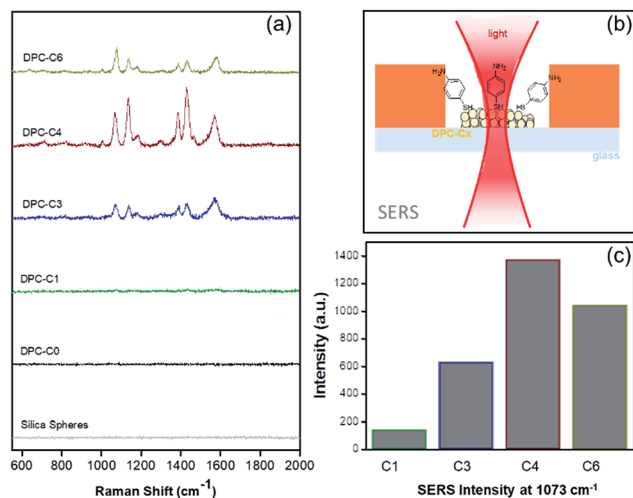 (a)
DPC-C6
DPC-C4
DPC-C3
DPC-C1
DPC-C0
Silica Spheres
600 800 1000 1200 1400 1600 1800 2000
Raman Shift (cm-1)
(b)
light
NH2
H2N
NH2
SH
SH
HS
DPC-Cx
glass
SERS
(c)
Intensity (a.u.)
1400
1200
1000
800
600
400
200
0
C1 C3 C4 C6
SERS Intensity at 1073 cm-1